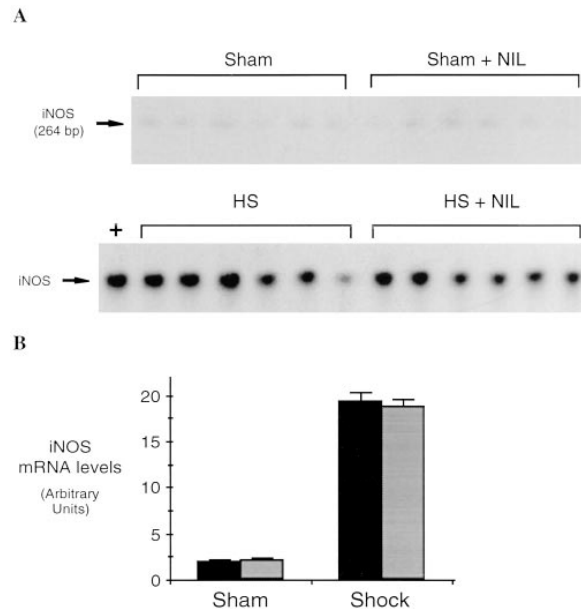 A
Sham Sham + NIL
iNOS
(264 bp)
HS HS + NIL
+
iNOS
B
20
15
10
5
0
iNOS
mRNA levels
(Arbitrary
Units)
Sham Shock